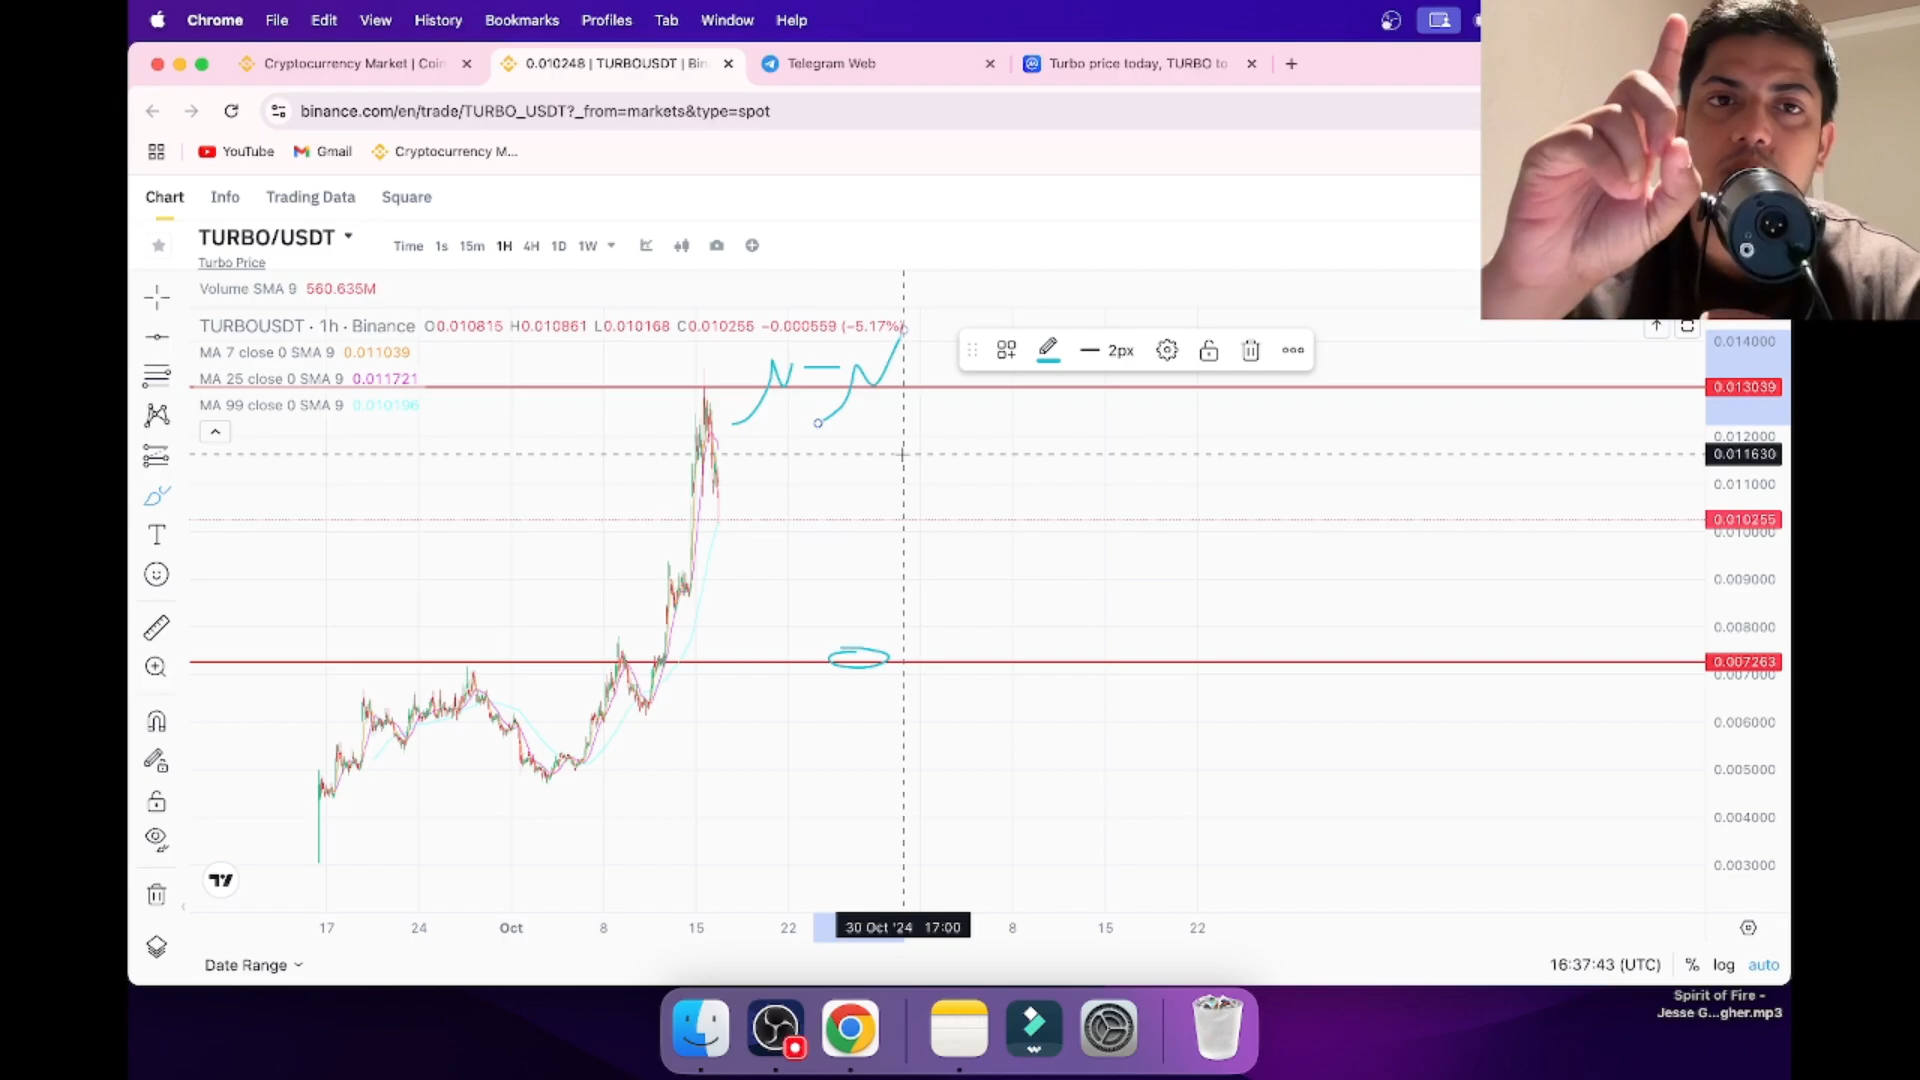 Chrome File Edit View History Bookmarks Profiles Tab Window Help
Cryptocurrency Market | Coin 0.010248 | TURBOUSDT | Bin Telegram Web Turbo price today, TURBO to
binance.com/en/trade/TURBO_USDT?_from=markets&type=spot
YouTube Gmail Cryptocurrency M...
Chart Info Trading Data Square
TURBO/USDT Time 1s 15m 1H 4H 1D 1W
Turbo Price
Volume SMA 9 560.635M
TURBOUSDT · 1h · Binance O0.010815 H0.010861 L0.010168 C0.010255 −0.000559 (−5.17%)
MA 7 close 0 SMA 9 0.011039
MA 25 close 0 SMA 9 0.011721
MA 99 close 0 SMA 9 0.010196
2px
0.014000
0.013039
0.012000
0.011630
0.011000
0.010255
0.010000
0.009000
0.008000
0.007263
0.007000
0.006000
0.005000
0.004000
0.003000
17 24 Oct 8 15 22 30 Oct '24 17:00 8 15 22
Date Range 16:37:43 (UTC) % log auto
Spirit of Fire -
Jesse G...gher.mp3